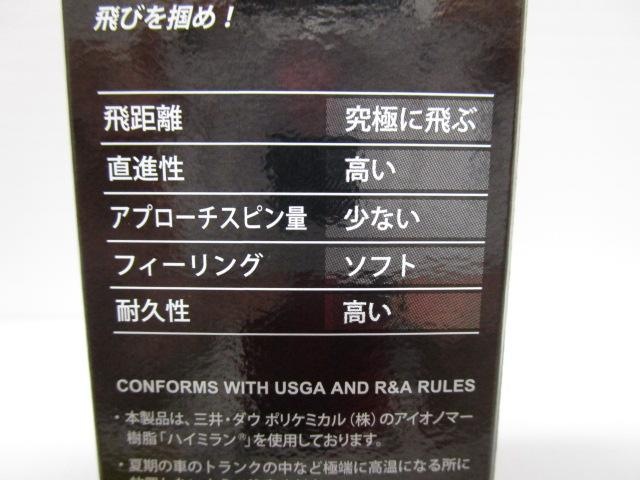 飛びを掴め！
飛距離 究極に飛ぶ
直進性 高い
アプローチスピン量 少ない
フィーリング ソフト
耐久性 高い
CONFORMS WITH USGA AND R&A RULES
・本製品は、三井・ダウ ポリケミカル（株）のアイオノマー
樹脂「ハイミラン®」を使用しております。
・夏期の車のトランクの中など極端に高温になる所に